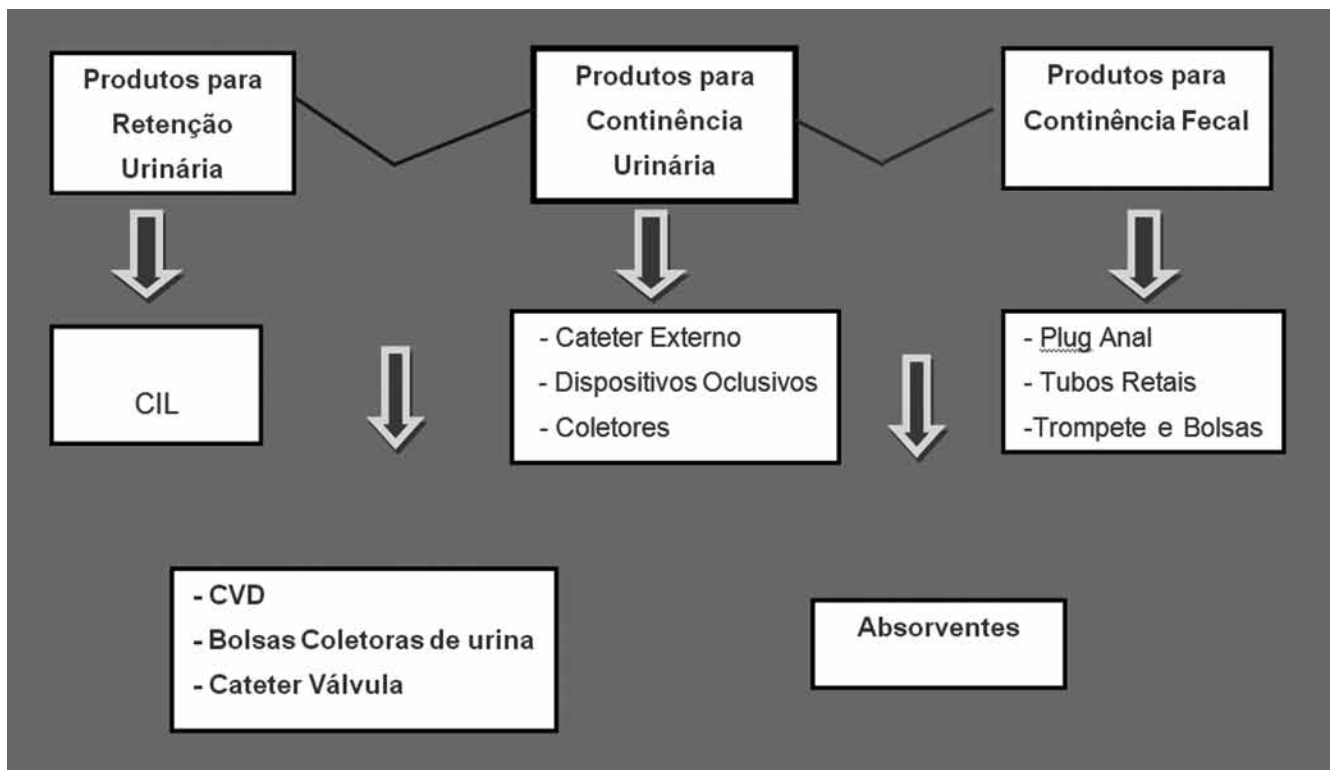 Produtos para
Retenção
Urinária
Produtos para
Continência
Urinária
Produtos para
Continência Fecal
CIL
- Cateter Externo
- Dispositivos Oclusivos
- Coletores
- Plug Anal
- Tubos Retais
-Trompete e Bolsas
- CVD
- Bolsas Coletoras de urina
- Cateter Válvula
Absorventes